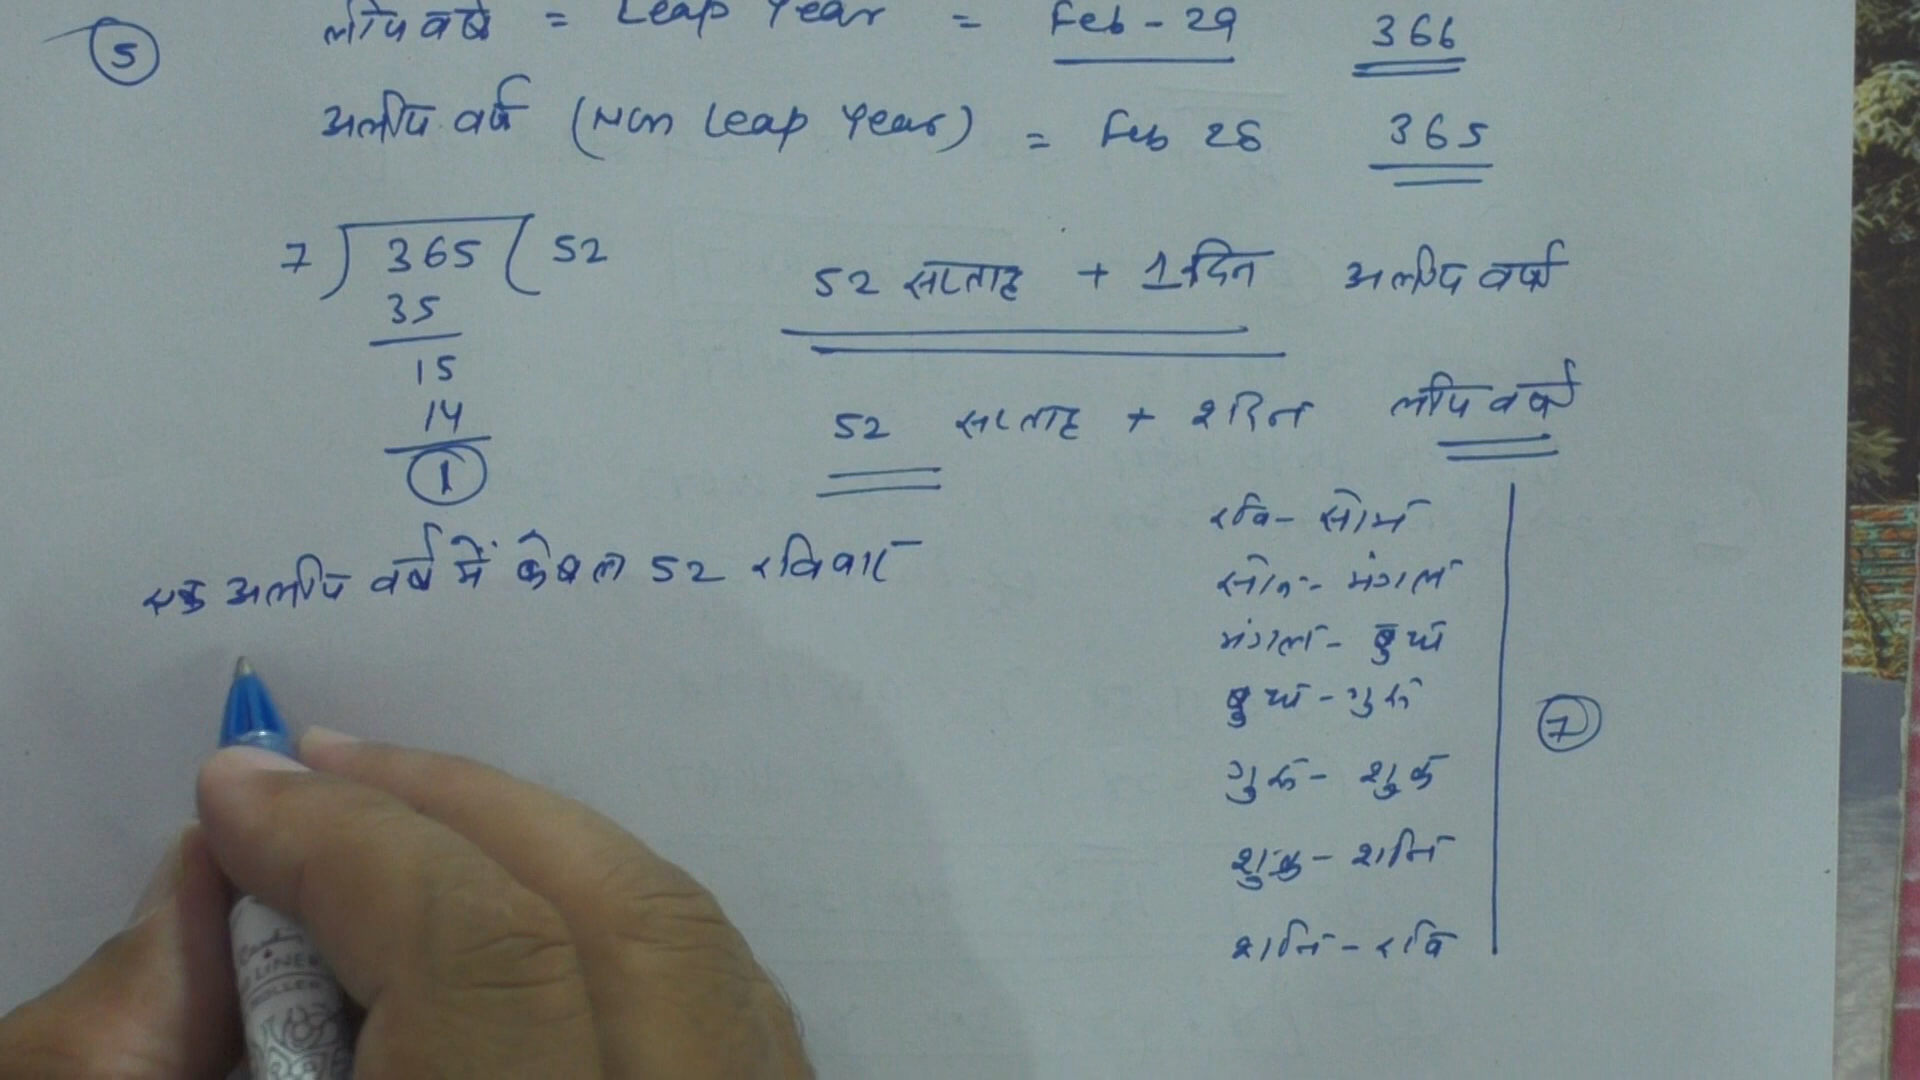 5
लीप वर्ष = Leap Year = Feb - 29 366
अलीप वर्ष (Non Leap Year) = Feb 28 365
7 ) 365 ( 52
35
15
14
1
52 सप्ताह + 1 दिन अलीप वर्ष
52 सप्ताह + 2 दिन लीप वर्ष
एक अलीप वर्ष में केवल 52 रविवार
रवि - सोम
सोम - मंगल
मंगल - बुध
बुध - गुरु
गुरु - शुक्र
शुक्र - शनि
शनि - रवि
7